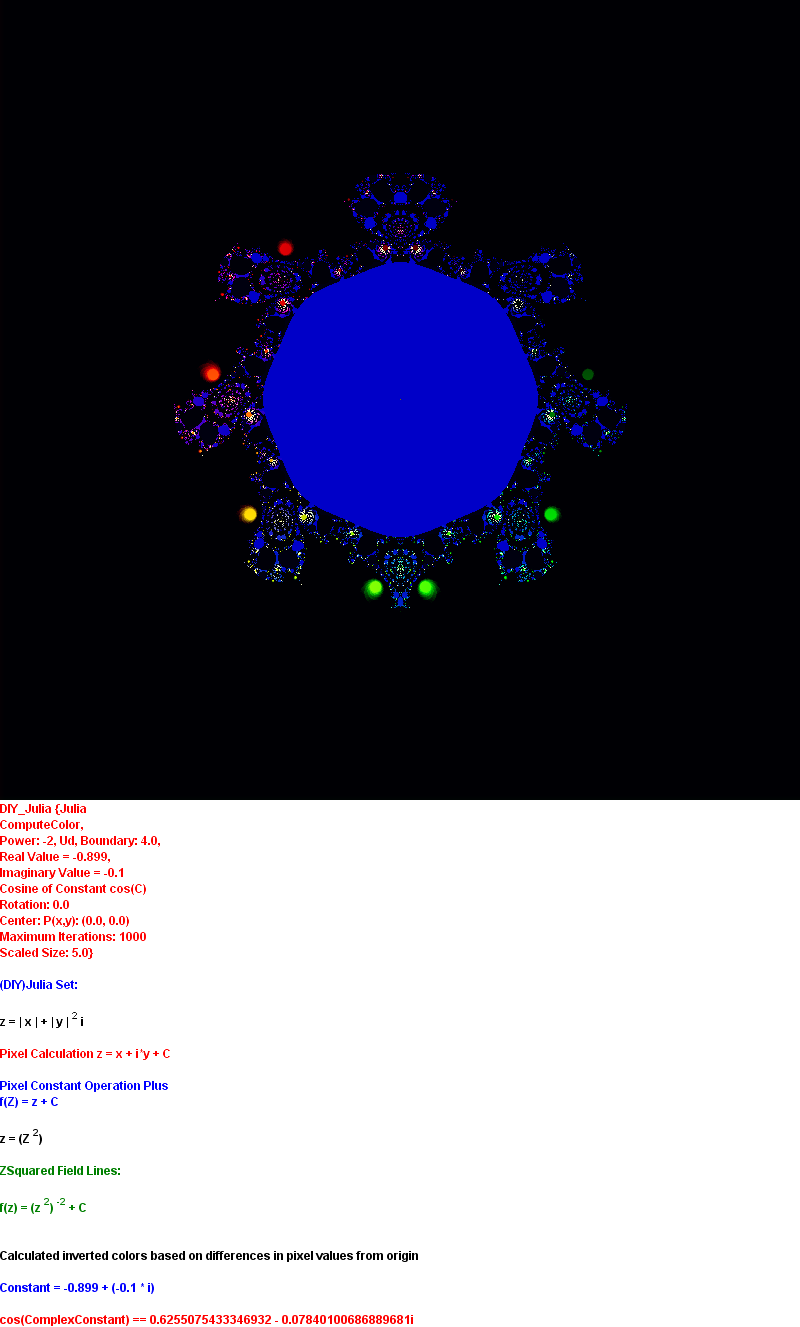 DIY_Julia {Julia
ComputeColor,
Power: -2, Ud, Boundary: 4.0,
Real Value = -0.899,
Imaginary Value = -0.1
Cosine of Constant cos(C)
Rotation: 0.0
Center: P(x,y): (0.0, 0.0)
Maximum Iterations: 1000
Scaled Size: 5.0}
(DIY)Julia Set:
z = | x | + | y | ² i
Pixel Calculation z = x + i*y + C
Pixel Constant Operation Plus
f(Z) = z + C
z = (Z ²)
ZSquared Field Lines:
f(z) = (z ²) ⁻² + C
Calculated inverted colors based on differences in pixel values from origin
Constant = -0.899 + (-0.1 * i)
cos(ComplexConstant) == 0.6255075433346932 - 0.07840100686889681i